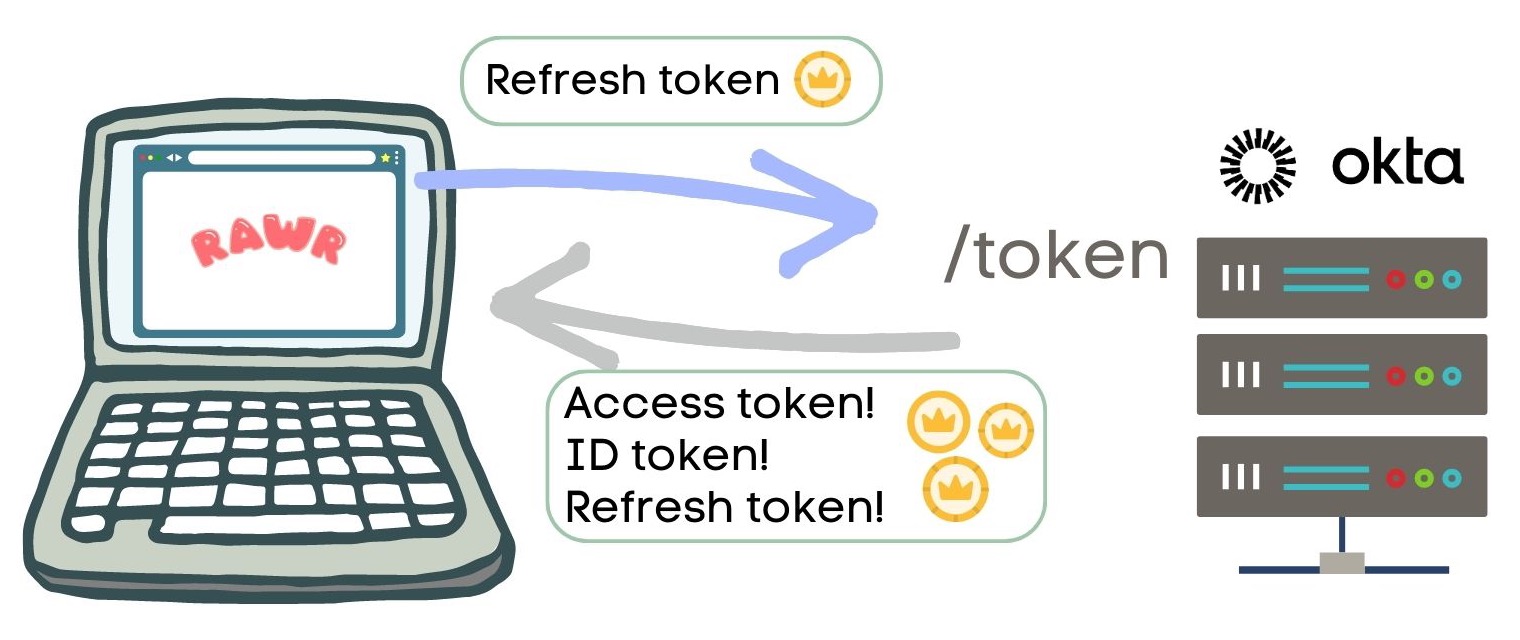 Refresh token
RAWR
okta
/token
Access token!
ID token!
Refresh token!